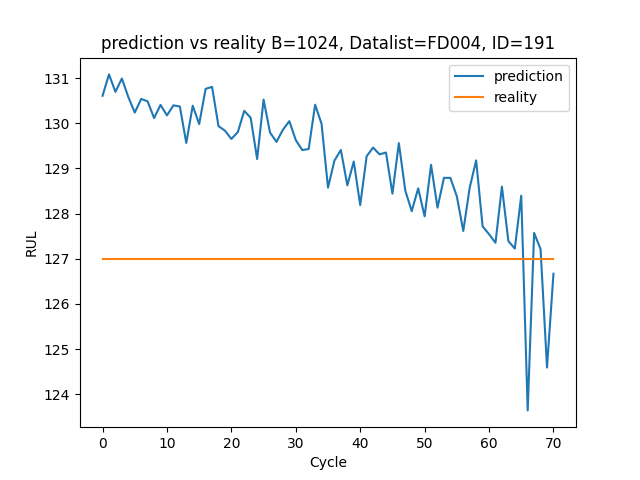 prediction vs reality B=1024, Datalist=FD004, ID=191
prediction
reality
RUL
131
130
129
128
127
126
125
124
0 10 20 30 40 50 60 70
Cycle